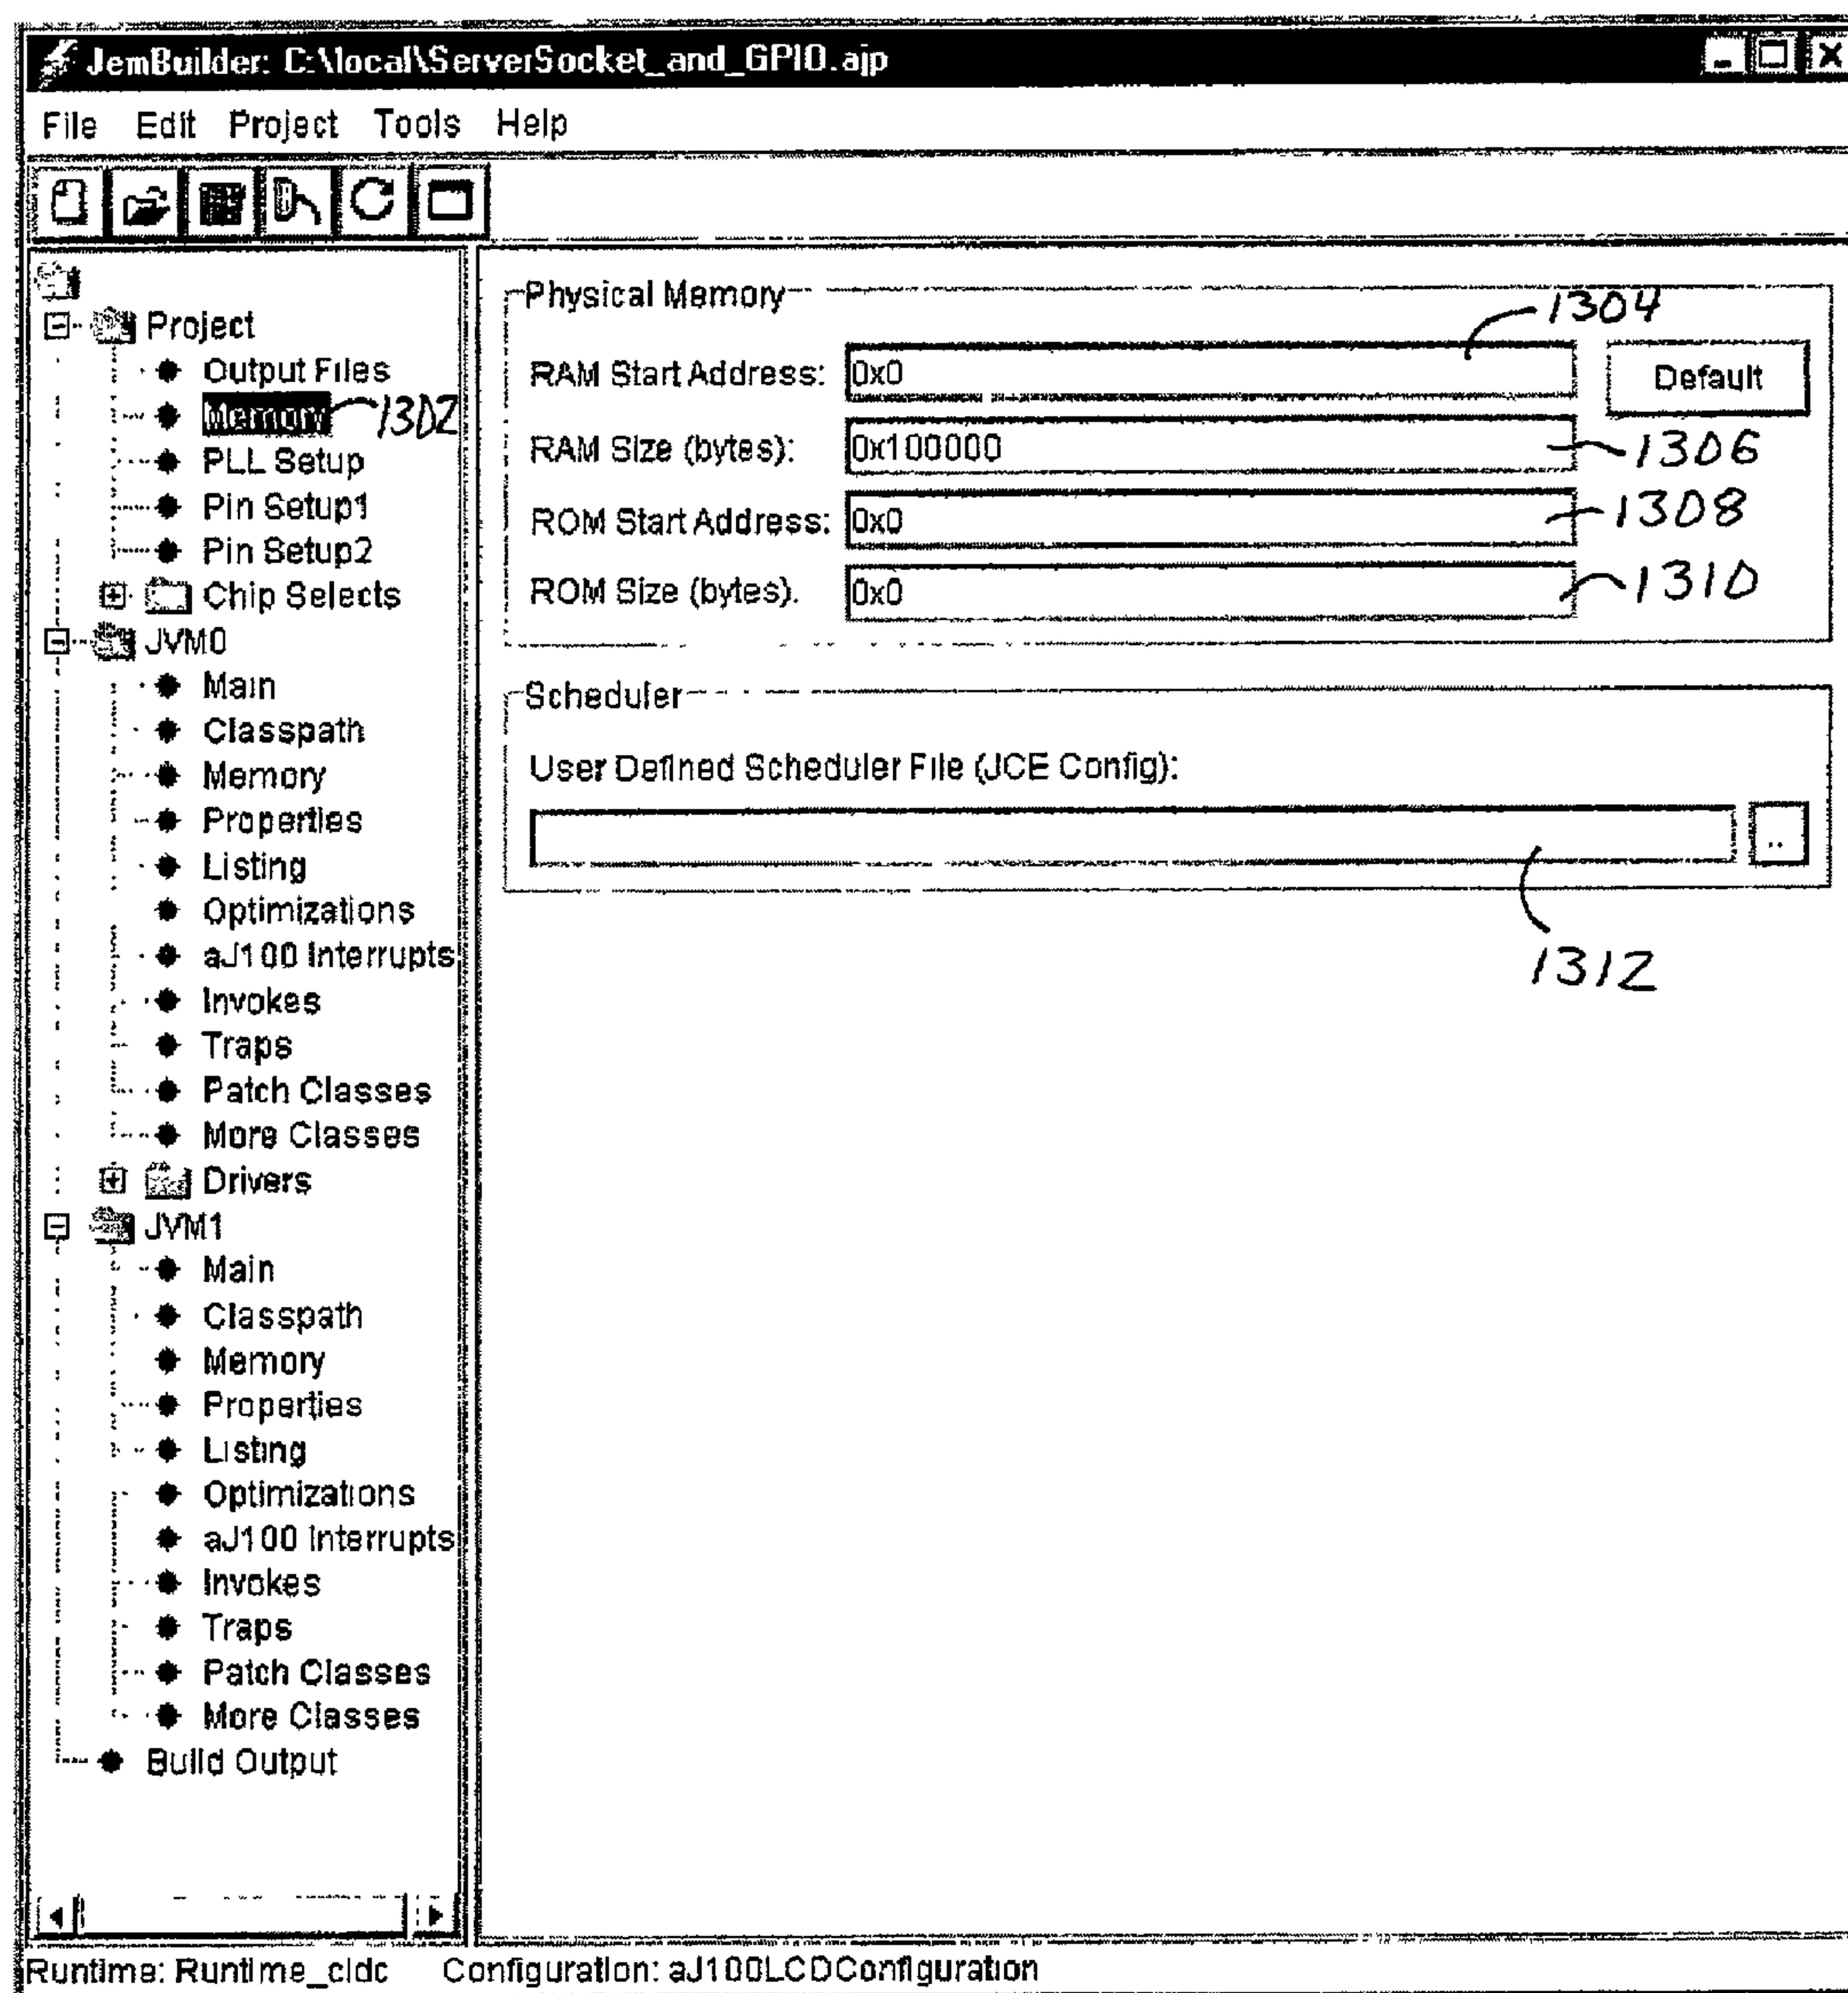 JemBuilder: C:\local\ServerSocket_and_GPIO.ajp
File Edit Project Tools Help
Project
Output Files
Memory 1302
PLL Setup
Pin Setup1
Pin Setup2
Chip Selects
JVM0
Main
Classpath
Memory
Properties
Listing
Optimizations
aJ100 Interrupts
Invokes
Traps
Patch Classes
More Classes
Drivers
JVM1
Main
Classpath
Memory
Properties
Listing
Optimizations
aJ100 Interrupts
Invokes
Traps
Patch Classes
More Classes
Build Output
Physical Memory
1304
RAM Start Address: 0x0 Default
RAM Size (bytes): 0x100000 1306
ROM Start Address: 0x0 1308
ROM Size (bytes). 0x0 1310
Scheduler
User Defined Scheduler File (JCE Config):
..
1312
Runtime: Runtime_cldc Configuration: aJ100LCDConfiguration